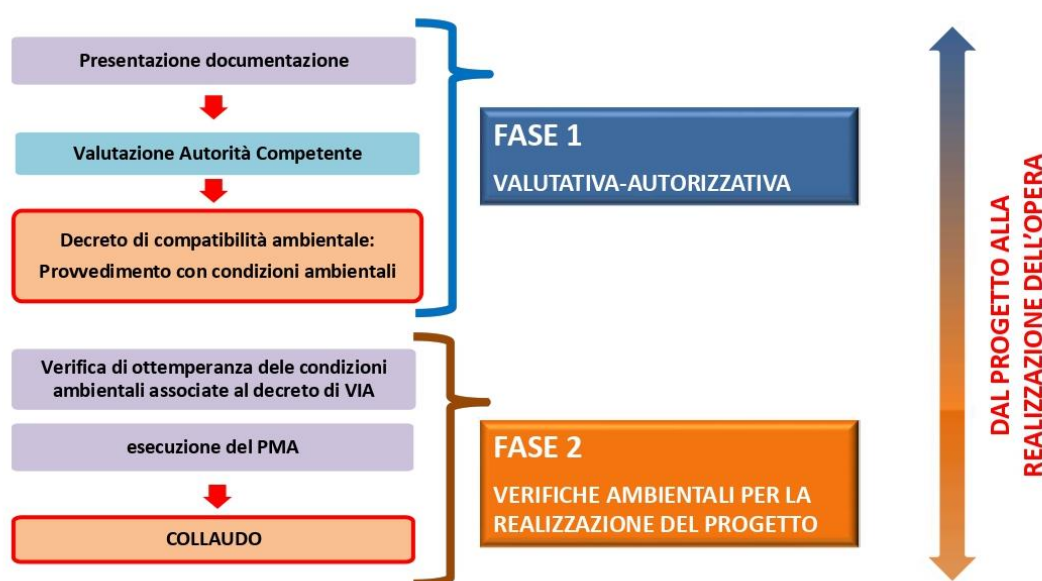 Presentazione documentazione
Valutazione Autorità Competente
Decreto di compatibilità ambientale:
Provvedimento con condizioni ambientali
FASE 1
VALUTATIVA-AUTORIZZATIVA
Verifica di ottemperanza dele condizioni
ambientali associate al decreto di VIA
esecuzione del PMA
COLLAUDO
FASE 2
VERIFICHE AMBIENTALI PER LA
REALIZZAZIONE DEL PROGETTO
DAL PROGETTO ALLA
REALIZZAZIONE DELL'OPERA